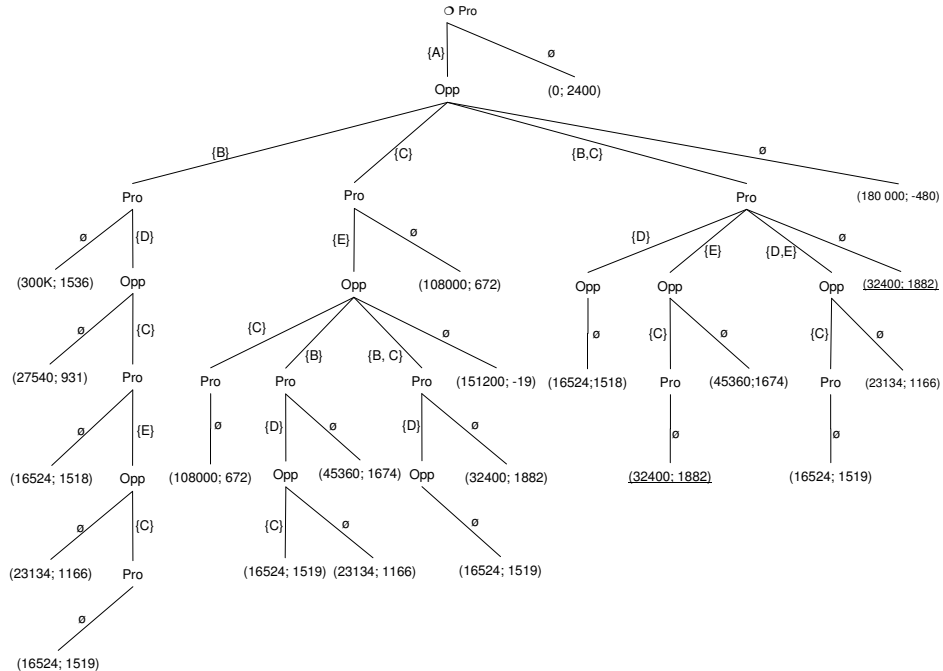 Pro
{A} ø
Opp (0; 2400)
{B} {C} {B,C} ø
Pro Pro Pro (180 000; -480)
ø {D} {E} ø {D} {E} {D,E} ø
(300K; 1536) Opp Opp (108000; 672) Opp Opp Opp (32400; 1882)
ø {C} {C} {B} {B, C} ø ø {C} ø {C} ø
(27540; 931) Pro Pro Pro Pro (151200; -19) (16524;1518) Pro (45360;1674) Pro (23134; 1166)
ø {E} ø {D} ø {D} ø ø ø
(16524; 1518) Opp (108000; 672) Opp (45360; 1674) Opp (32400; 1882) (32400; 1882) (16524; 1519)
ø {C} {C} ø ø
(23134; 1166) Pro (16524; 1519) (23134; 1166) (16524; 1519)
ø
(16524; 1519)